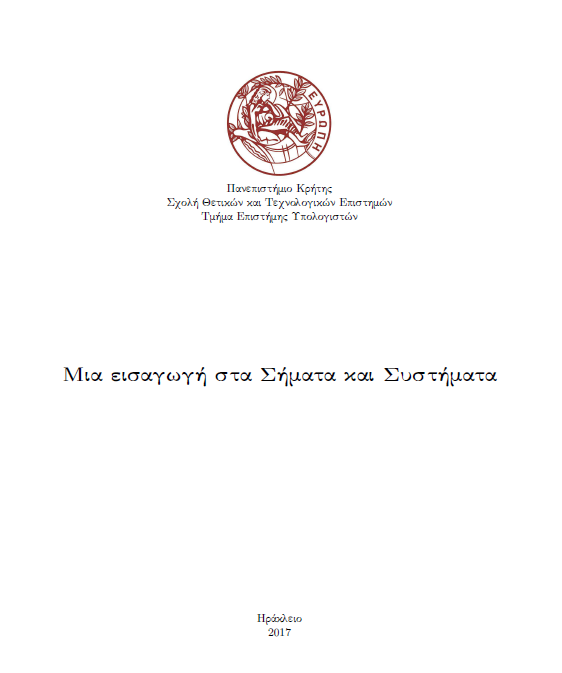 ΕΥΡΩΠΗ
Πανεπιστήμιο Κρήτης
Σχολή Θετικών και Τεχνολογικών Επιστημών
Τμήμα Επιστήμης Υπολογιστών
Μια εισαγωγή στα Σήματα και Συστήματα
Ηράκλειο
2017